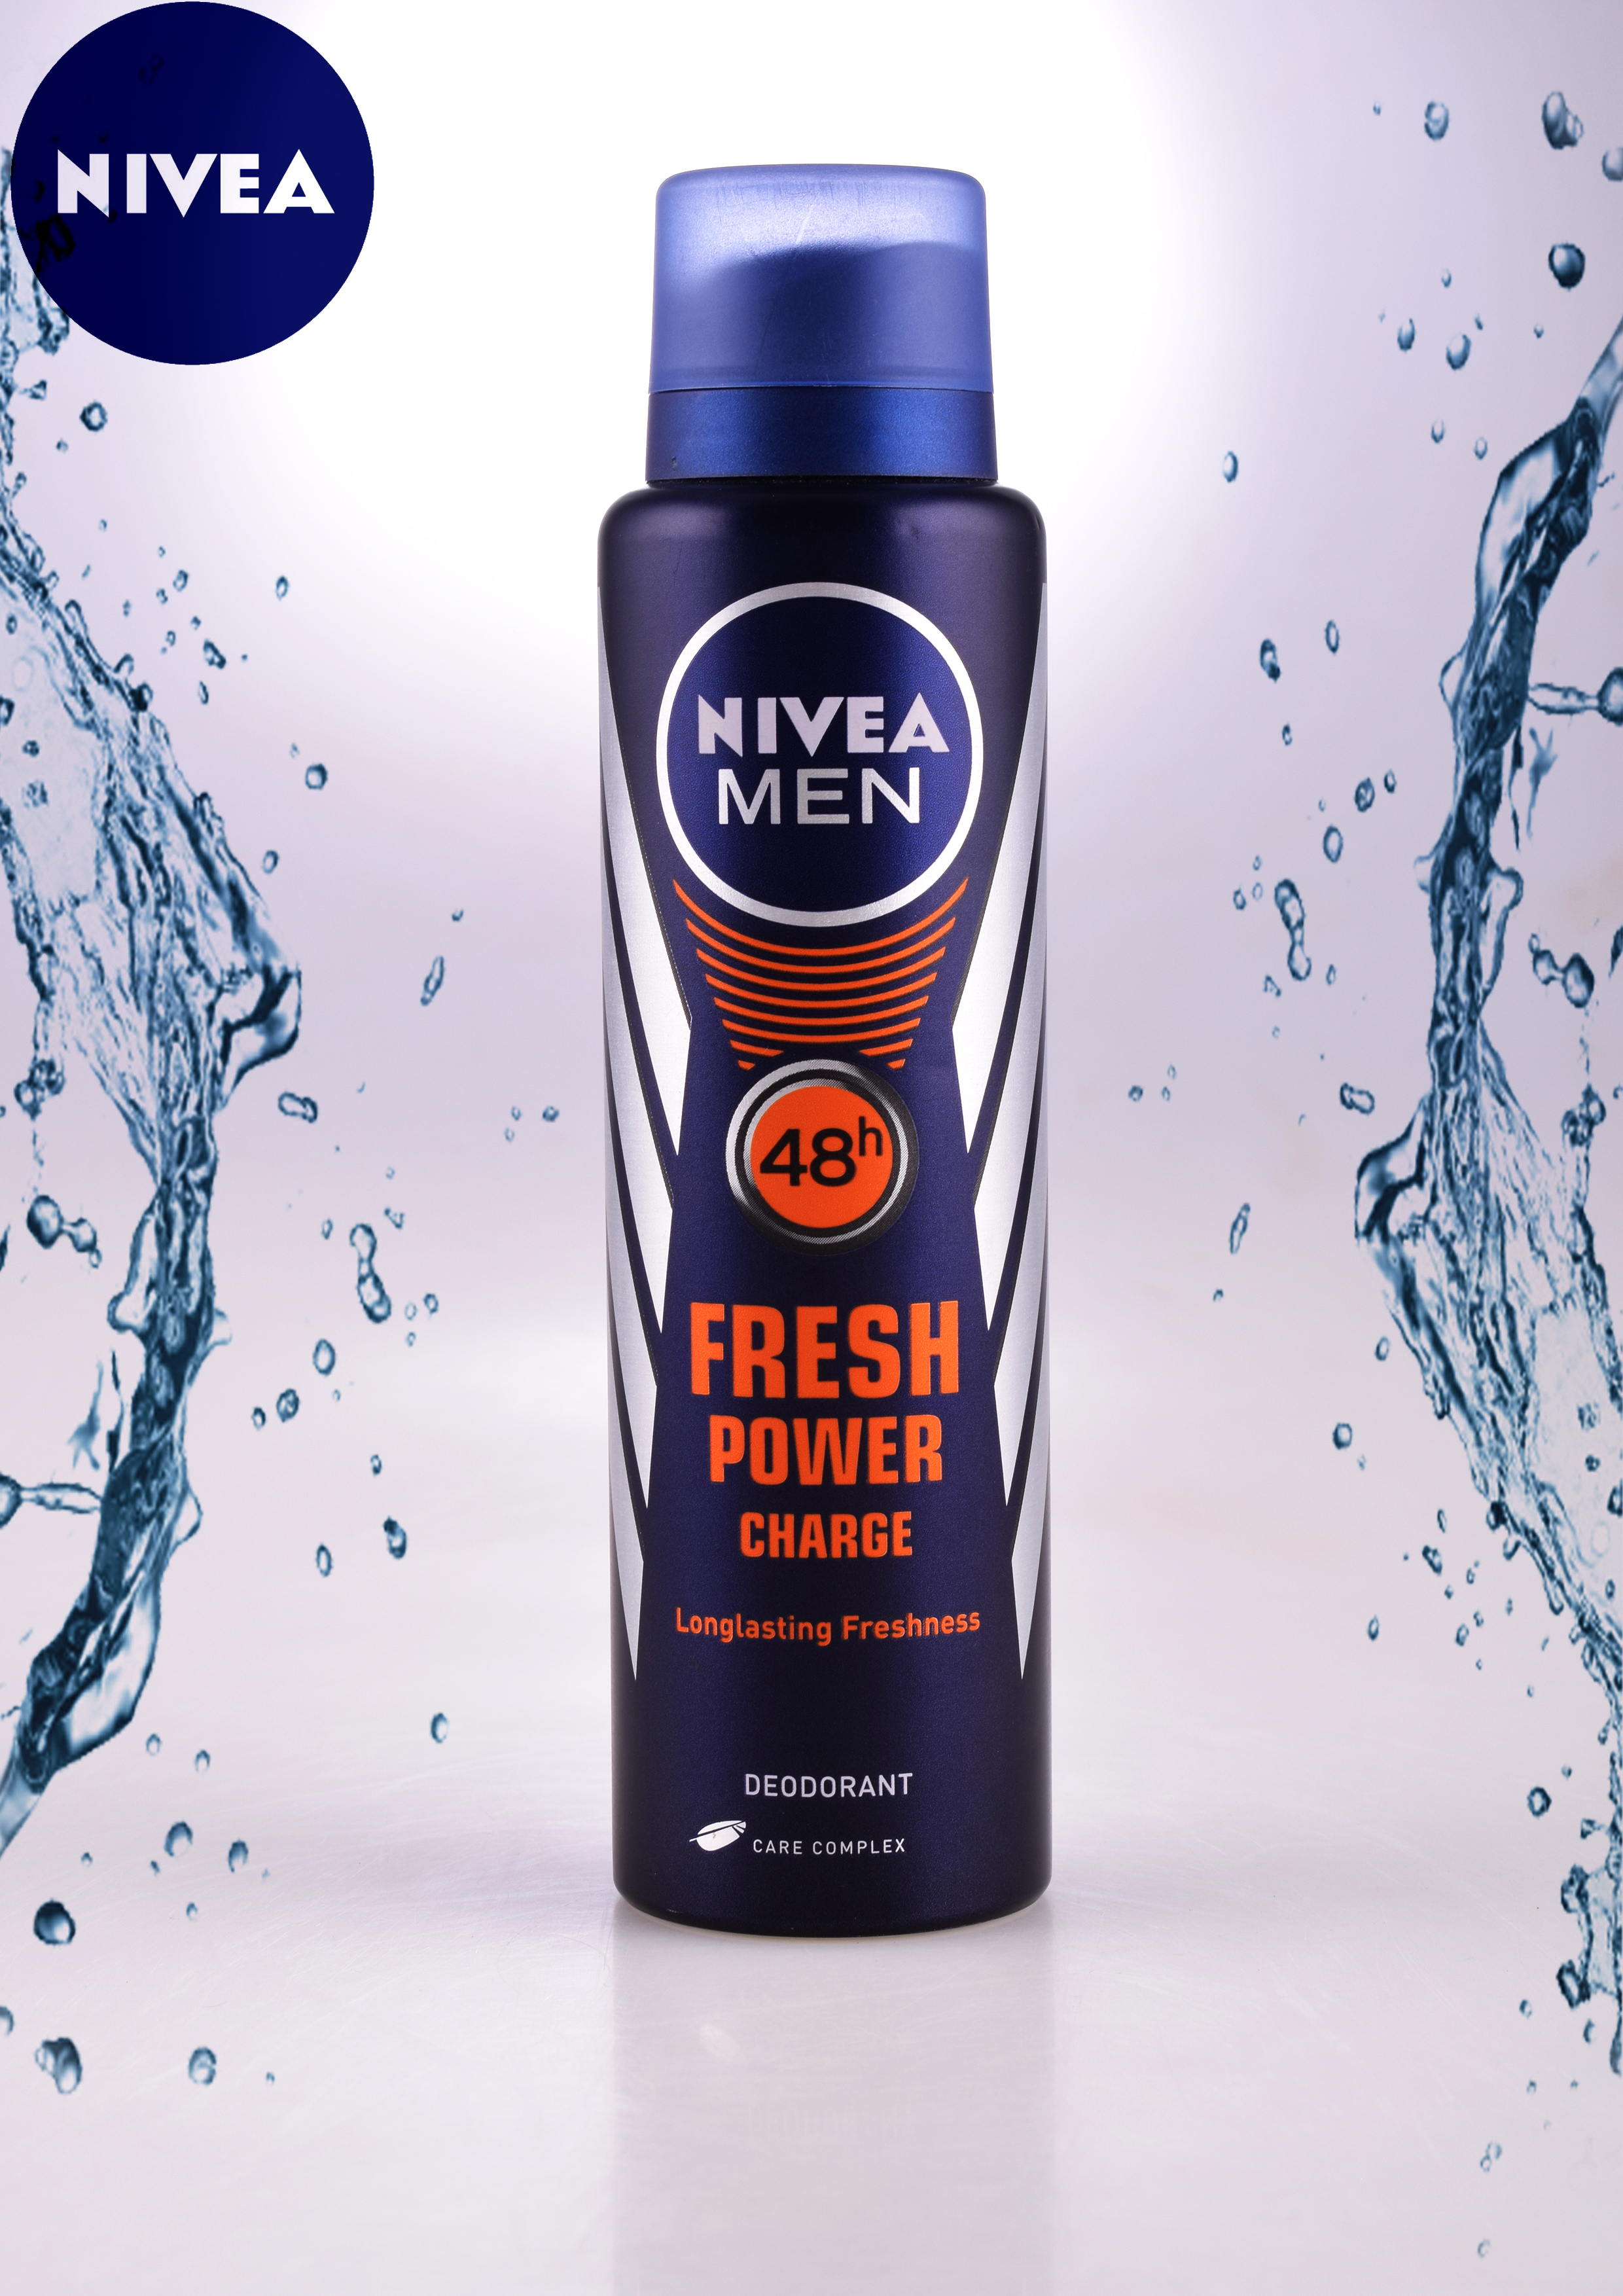 NIVEA
NIVEA
MEN
48h
FRESH
POWER
CHARGE
Longlasting Freshness
DEODORANT
CARE COMPLEX